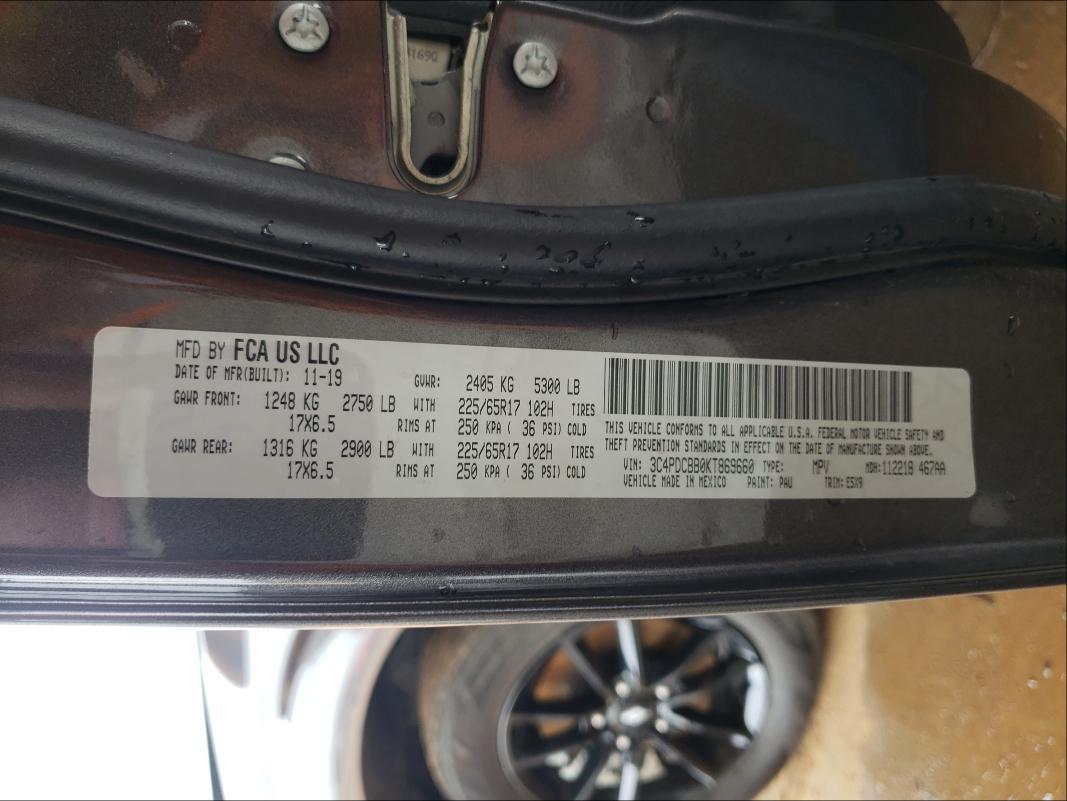 169Q
MFD BY FCA US LLC
DATE OF MFR(BUILT): 11-19 GVWR: 2405 KG 5300 LB
GAWR FRONT: 1248 KG 2750 LB WITH 225/65R17 102H TIRES
17X6.5 RIMS AT 250 KPA ( 36 PSI) COLD
GAWR REAR: 1316 KG 2900 LB WITH 225/65R17 102H TIRES
17X6.5 RIMS AT 250 KPA ( 36 PSI) COLD
THIS VEHICLE CONFORMS TO ALL APPLICABLE U.S.A. FEDERAL MOTOR VEHICLE SAFETY AND
THEFT PREVENTION STANDARDS IN EFFECT ON THE DATE OF MANUFACTURE SHOWN ABOVE.
VIN: 3C4PDCBB0KT869660 TYPE: MPV MDH:112218 467AA
VEHICLE MADE IN MEXICO PAINT: PAU TRIM: E5X9